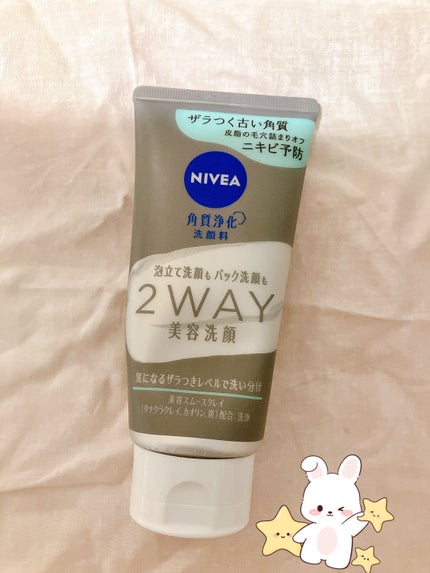 ザラつく古い角質
皮脂の毛穴詰まりオフ
ニキビ予防
NIVEA
角質浄化
洗顔料
泡立て洗顔もパック洗顔も
2WAY
美容洗顔
気になるザラつきレベルで洗い分け
美容スムースクレイ
(タナクラクレイ、カオリン、炭)配合:洗浄